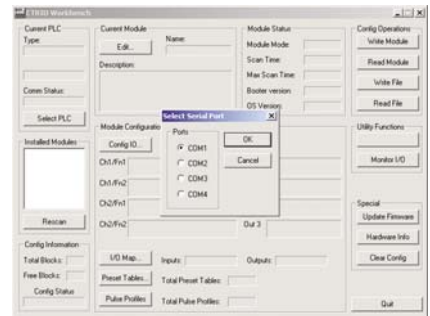 CTRIO Workbench
Current PLC
Type:
Comm Status:
Select PLC
Installed Modules
Rescan
Config Information
Total Blocks:
Free Blocks:
Config Status
Current Module
Edit...
Name:
Description:
Module Configuration
Config IO...
Ch1/Fn1
Ch1/Fn2
Ch2/Fn1
Ch2/Fn2
Out 3
I/O Map...
Inputs:
Outputs:
Preset Tables...
Total Preset Tables:
Pulse Profiles
Total Pulse Profiles:
Module Status
Module Mode:
Scan Time:
Max Scan Time:
Booter version:
OS Version:
Select Serial Port
Ports
COM1
COM2
COM3
COM4
OK
Cancel
Config Operations
Write Module
Read Module
Write File
Read File
Utility Functions
Monitor I/O
Special
Update Firmware
Hardware Info
Clear Config
Quit